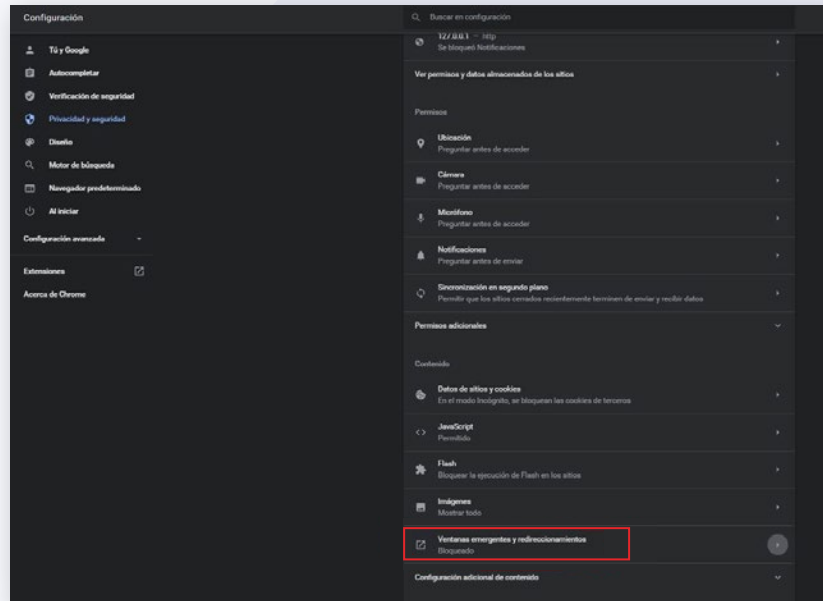 Configuración
Tú y Google
Autocompletar
Verificación de seguridad
Privacidad y seguridad
Diseño
Motor de búsqueda
Navegador predeterminado
Al iniciar
Configuración avanzada
Extensiones
Acerca de Chrome
Buscar en configuración
127.0.0.1 - http
Se bloqueó Notificaciones
Ver permisos y datos almacenados de los sitios
Permisos
Ubicación
Preguntar antes de acceder
Cámara
Preguntar antes de acceder
Micrófono
Preguntar antes de acceder
Notificaciones
Preguntar antes de enviar
Sincronización en segundo plano
Permitir que los sitios cerrados recientemente terminen de enviar y recibir datos
Permisos adicionales
Contenido
Datos de sitios y cookies
En el modo Incógnito, se bloquean las cookies de terceros
JavaScript
Permitido
Flash
Bloquear la ejecución de Flash en los sitios
Imágenes
Mostrar todo
Ventanas emergentes y redireccionamientos
Bloqueado
Configuración adicional de contenido